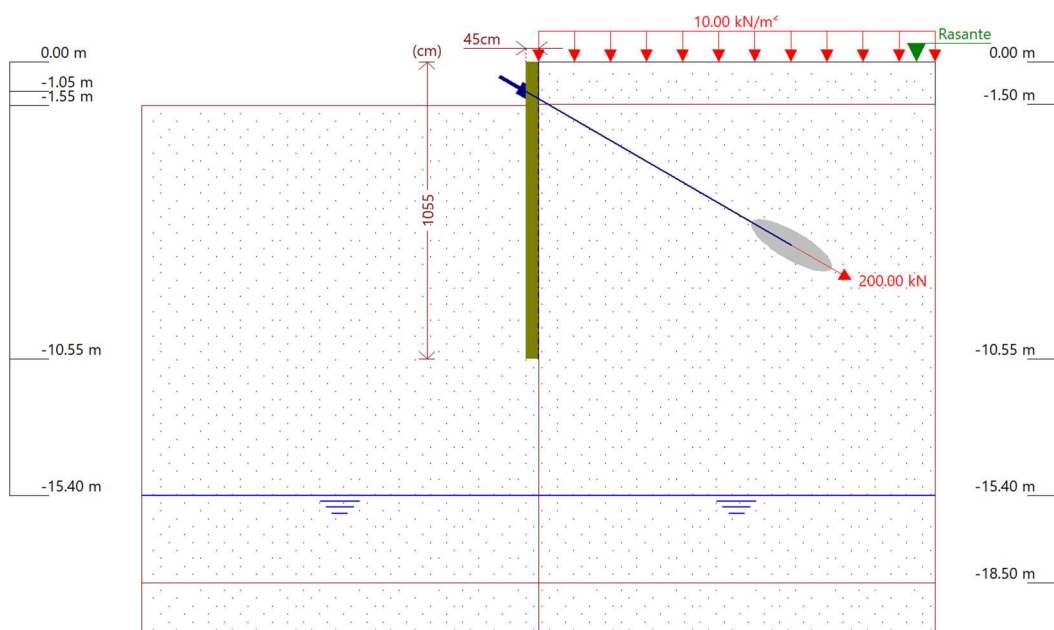 10.00 kN/m²
Rasante
45cm
(cm)
0.00 m
0.00 m
-1.05 m
-1.55 m
-1.50 m
1055
200.00 kN
-10.55 m
-10.55 m
-15.40 m
-15.40 m
-18.50 m